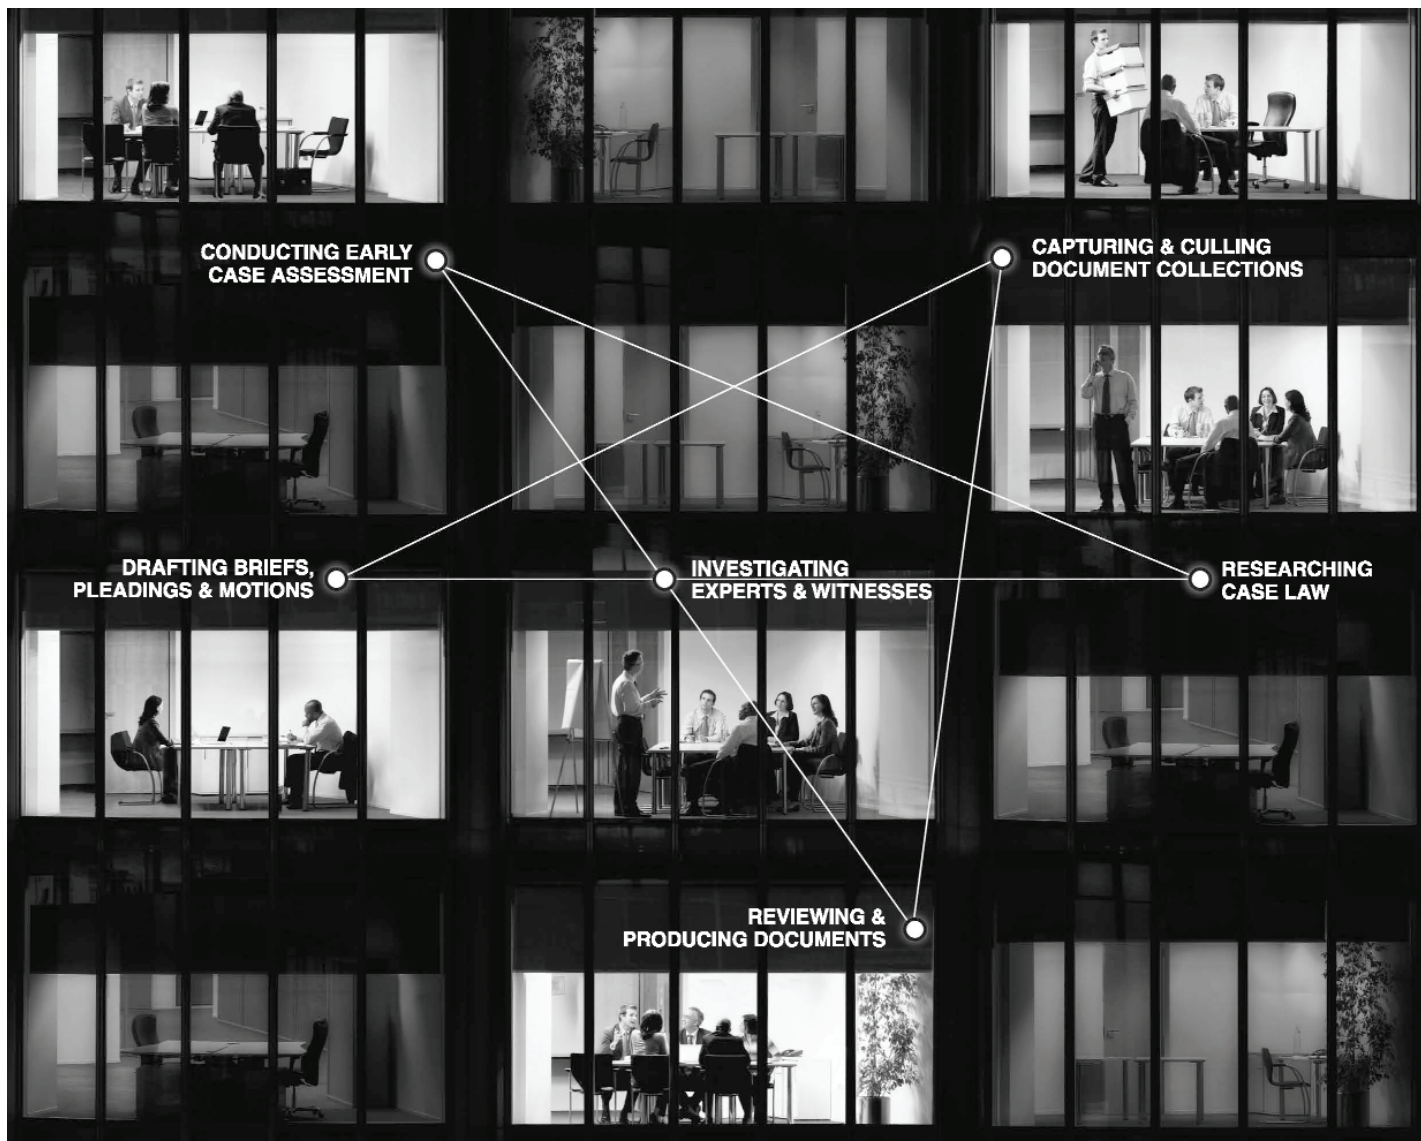 CONDUCTING EARLY
CASE ASSESSMENT
CAPTURING & CULLING
DOCUMENT COLLECTIONS
DRAFTING BRIEFS,
PLEADINGS & MOTIONS
INVESTIGATING
EXPERTS & WITNESSES
RESEARCHING
CASE LAW
REVIEWING &
PRODUCING DOCUMENTS